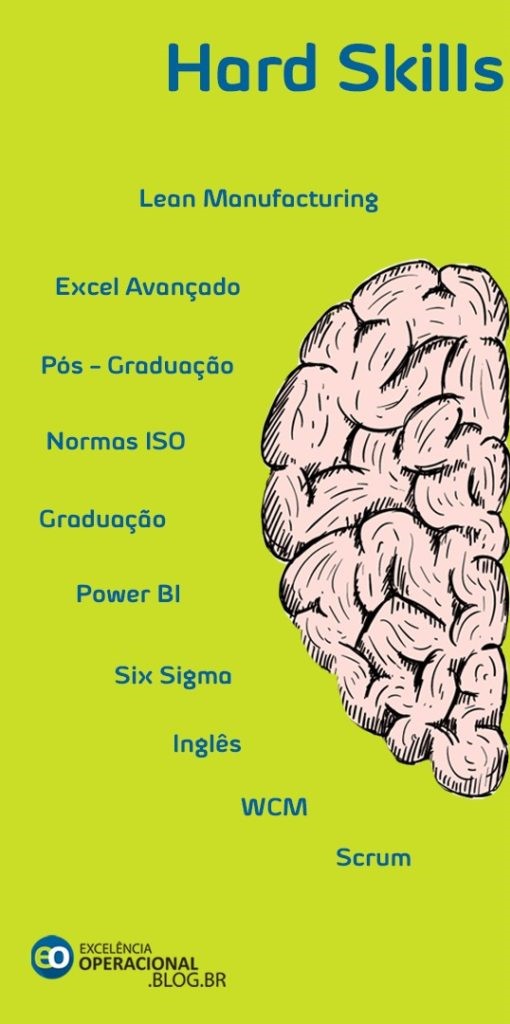 Hard Skills
Lean Manufacturing
Excel Avançado
Pós - Graduação
Normas ISO
Graduação
Power BI
Six Sigma
Inglês
WCM
Scrum
EO EXCELÊNCIA
OPERACIONAL
.BLOG.BR